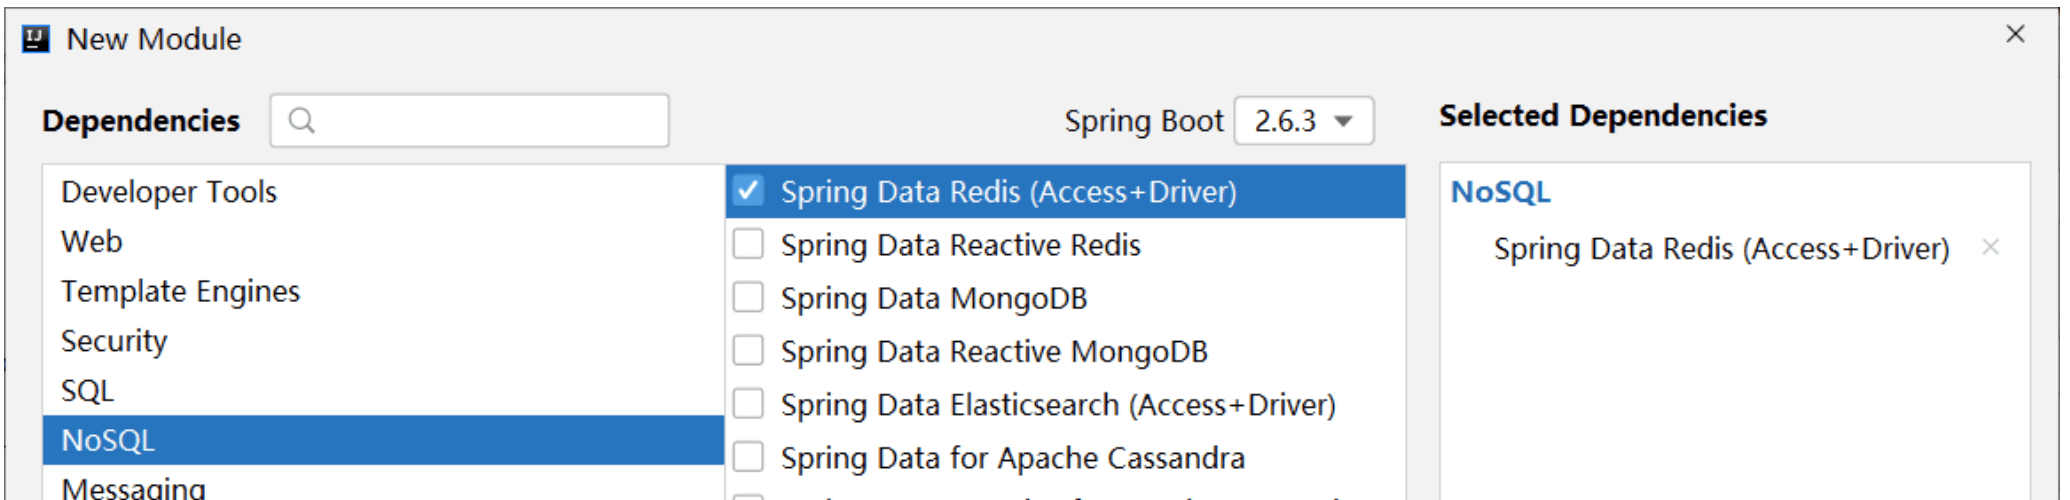 New Module
Dependencies
Spring Boot 2.6.3
Selected Dependencies
Developer Tools
Web
Template Engines
Security
SQL
NoSQL
Messaging
Spring Data Redis (Access+Driver)
Spring Data Reactive Redis
Spring Data MongoDB
Spring Data Reactive MongoDB
Spring Data Elasticsearch (Access+Driver)
Spring Data for Apache Cassandra
NoSQL
Spring Data Redis (Access+Driver)